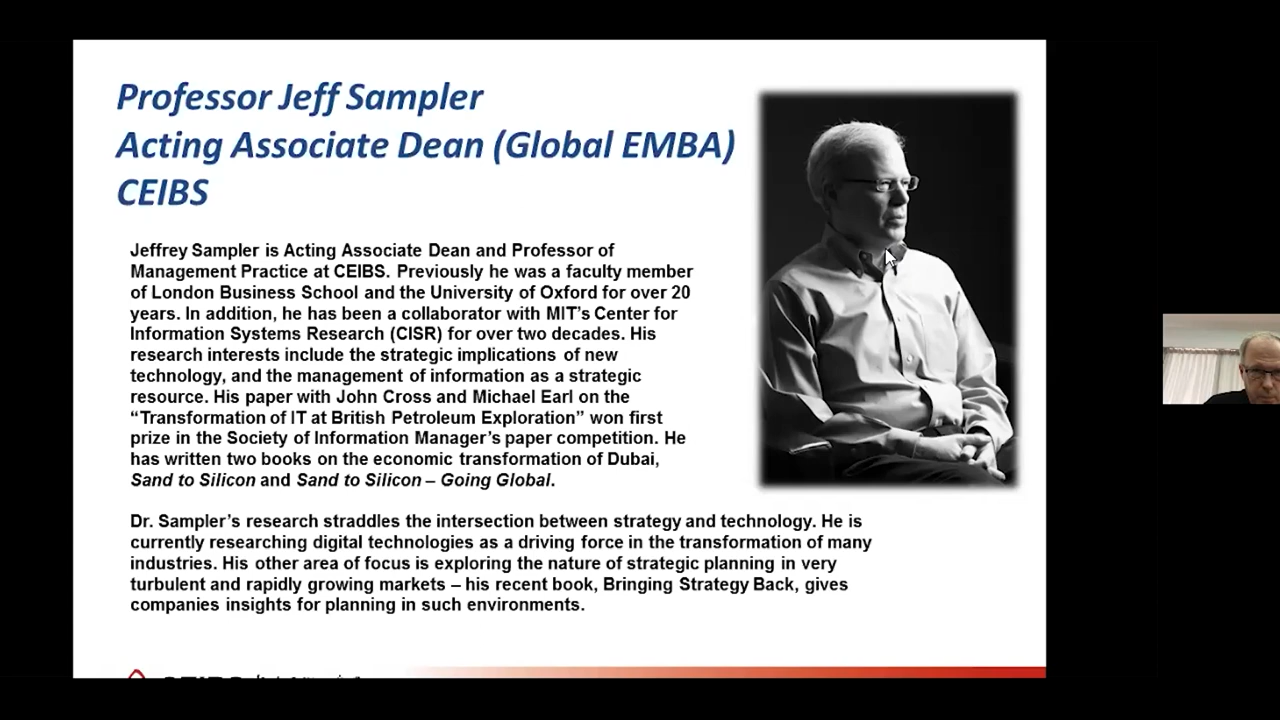 Professor Jeff Sampler
Acting Associate Dean (Global EMBA)
CEIBS
Jeffrey Sampler is Acting Associate Dean and Professor of
Management Practice at CEIBS. Previously he was a faculty member
of London Business School and the University of Oxford for over 20
years. In addition, he has been a collaborator with MIT’s Center for
Information Systems Research (CISR) for over two decades. His
research interests include the strategic implications of new
technology, and the management of information as a strategic
resource. His paper with John Cross and Michael Earl on the
“Transformation of IT at British Petroleum Exploration” won first
prize in the Society of Information Manager’s paper competition. He
has written two books on the economic transformation of Dubai,
Sand to Silicon and Sand to Silicon – Going Global.
Dr. Sampler’s research straddles the intersection between strategy and technology. He is
currently researching digital technologies as a driving force in the transformation of many
industries. His other area of focus is exploring the nature of strategic planning in very
turbulent and rapidly growing markets – his recent book, Bringing Strategy Back, gives
companies insights for planning in such environments.